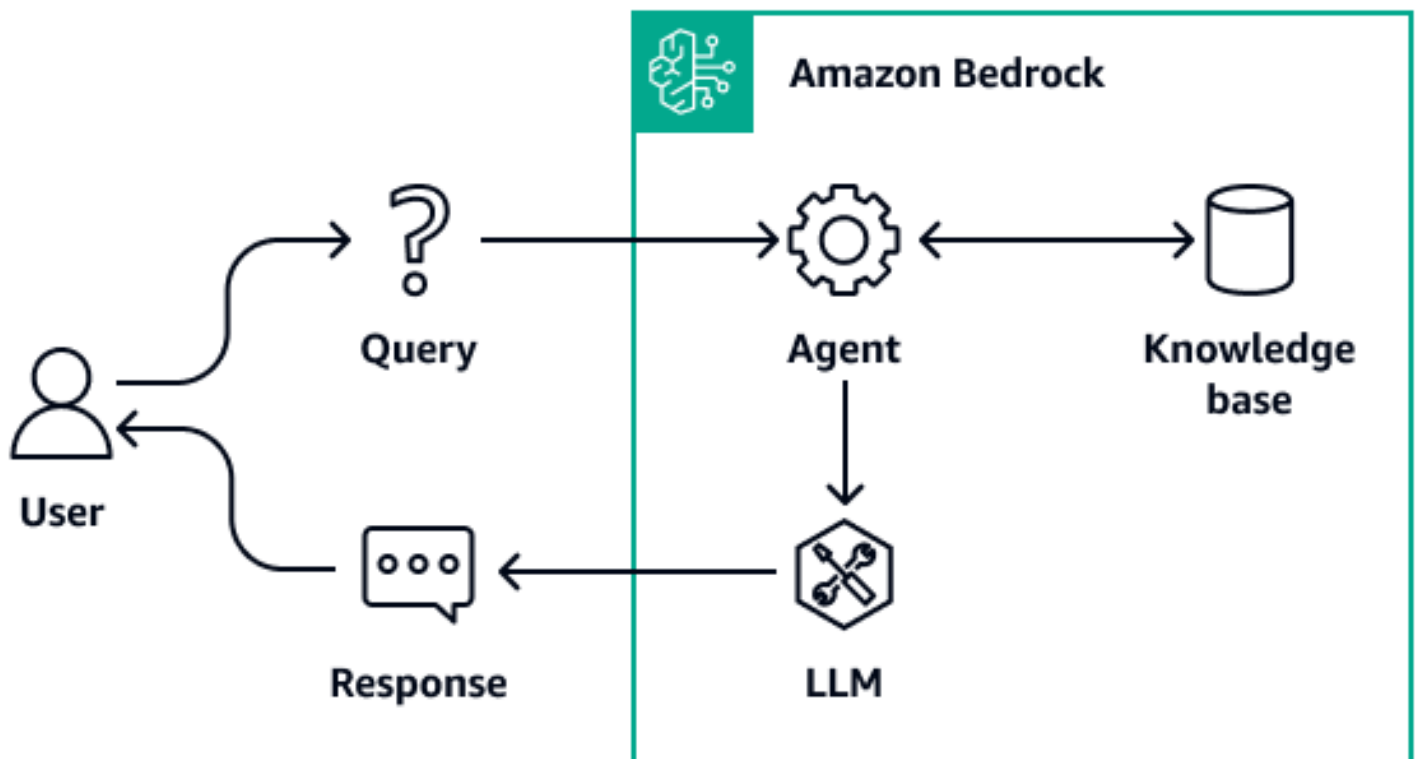 Amazon Bedrock
Query
Agent
Knowledge
base
User
Response
LLM